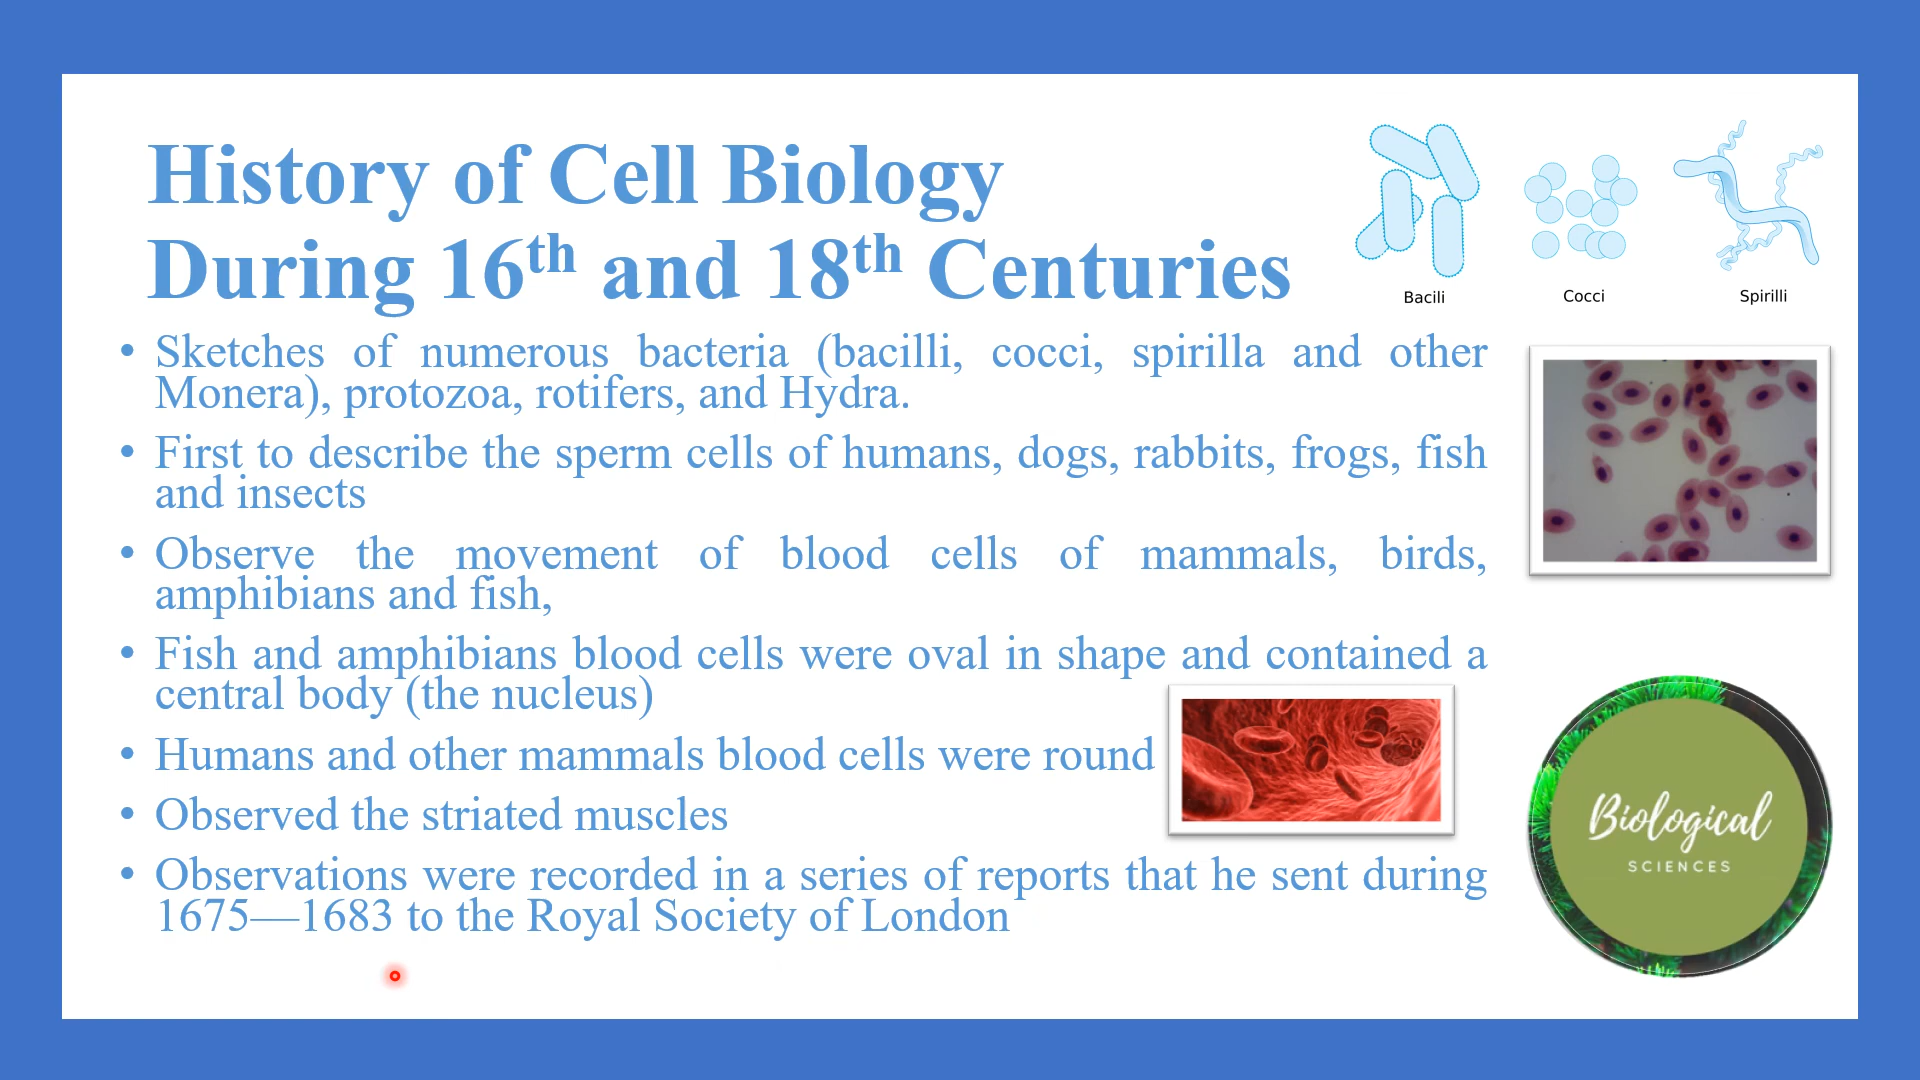 History of Cell Biology
During 16th and 18th Centuries
Bacili
Cocci
Spirilli
• Sketches of numerous bacteria (bacilli, cocci, spirilla and other
Monera), protozoa, rotifers, and Hydra.
• First to describe the sperm cells of humans, dogs, rabbits, frogs, fish
and insects
• Observe the movement of blood cells of mammals, birds,
amphibians and fish,
• Fish and amphibians blood cells were oval in shape and contained a
central body (the nucleus)
• Humans and other mammals blood cells were round
• Observed the striated muscles
• Observations were recorded in a series of reports that he sent during
1675—1683 to the Royal Society of London
Biological
SCIENCES